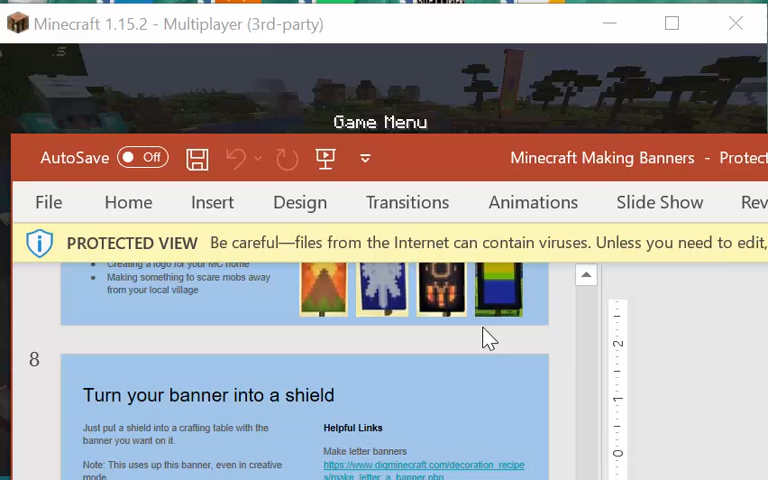 Minecraft 1.15.2 - Multiplayer (3rd-party)
Game Menu
AutoSave Off
Minecraft Making Banners - Protec
File Home Insert Design Transitions Animations Slide Show Rev
PROTECTED VIEW Be careful—files from the Internet can contain viruses. Unless you need to edit,
Creating a logo for your MC home
Making something to scare mobs away
from your local village
8
Turn your banner into a shield
Just put a shield into a crafting table with the
banner you want on it.
Note: This uses up this banner, even in creative
mode
Helpful Links
Make letter banners
https://www.digminecraft.com/decoration_recipe
s/make_letter_a_banner.php
2
1
0